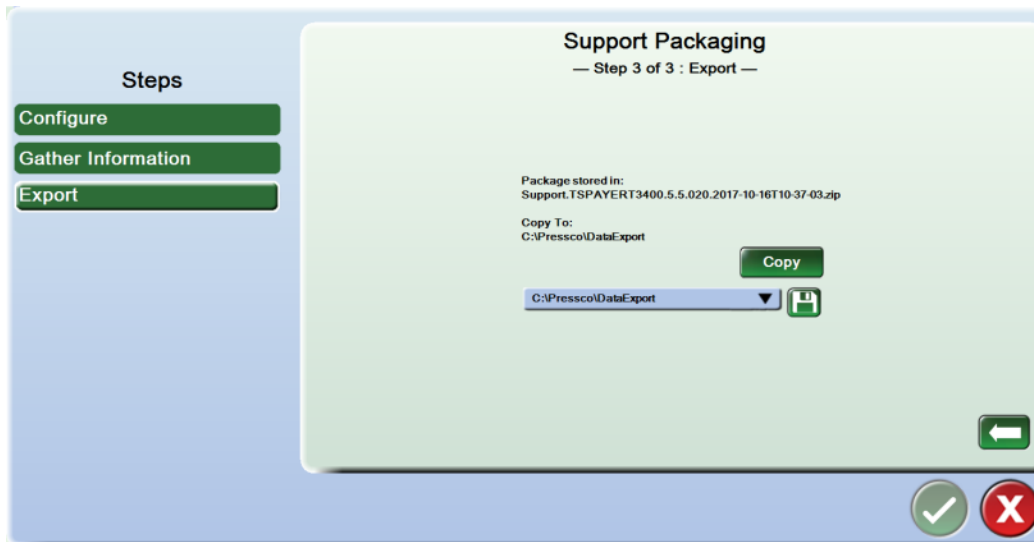 Steps
Configure
Gather Information
Export
Support Packaging
— Step 3 of 3 : Export —
Package stored in:
Support.TSPAYERT3400.5.5.020.2017-10-16T10-37-03.zip
Copy To:
C:\Pressco\DataExport
Copy
C:\Pressco\DataExport